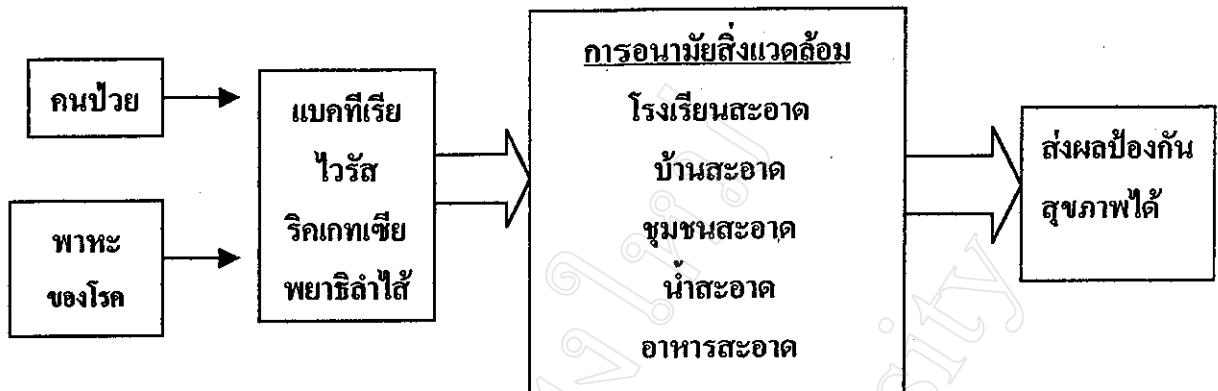 คนป่วย
พาหะ
ของโรค
แบคทีเรีย
ไวรัส
ริคเกทเซีย
พยาธิลำไส้
การอนามัยสิ่งแวดล้อม
โรงเรียนสะอาด
บ้านสะอาด
ชุมชนสะอาด
น้ำสะอาด
อาหารสะอาด
ส่งผลป้องกัน
สุขภาพได้